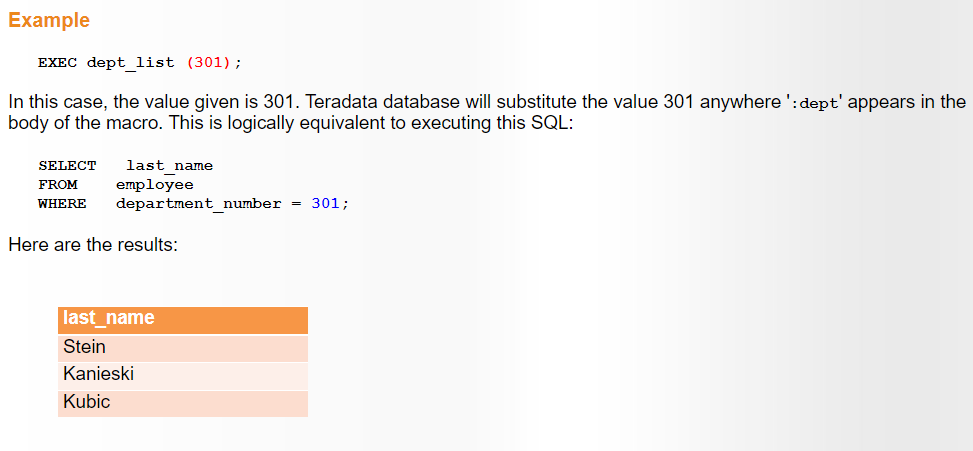 Example
EXEC dept_list (301);
In this case, the value given is 301. Teradata database will substitute the value 301 anywhere ':dept' appears in the
body of the macro. This is logically equivalent to executing this SQL:
SELECT last_name
FROM employee
WHERE department_number = 301;
Here are the results:
last_name
Stein
Kanieski
Kubic